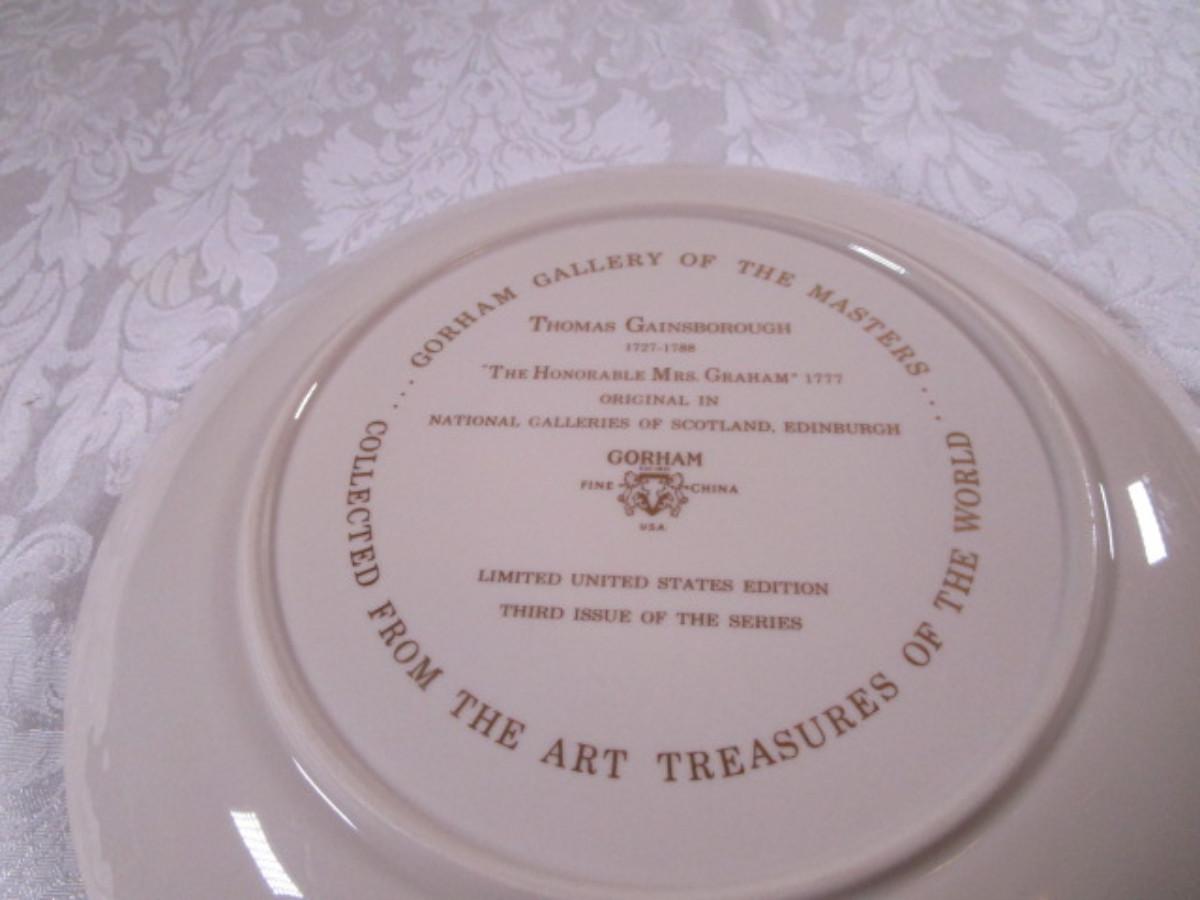 GORHAM GALLERY OF THE MASTERS
THOMAS GAINSBOROUGH
1727-1788
"THE HONORABLE MRS. GRAHAM" 1777
ORIGINAL IN
NATIONAL GALLERIES OF SCOTLAND, EDINBURGH
GORHAM
FINE CHINA
USA
LIMITED UNITED STATES EDITION
THIRD ISSUE OF THE SERIES
COLLECTED FROM THE ART TREASURES OF THE WORLD